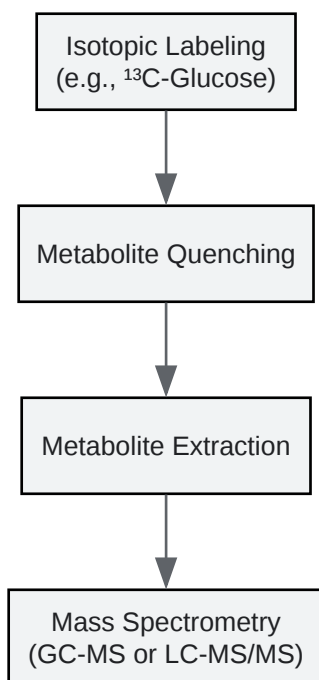 Isotopic Labeling
(e.g., ¹³C-Glucose)
Metabolite Quenching
Metabolite Extraction
Mass Spectrometry
(GC-MS or LC-MS/MS)